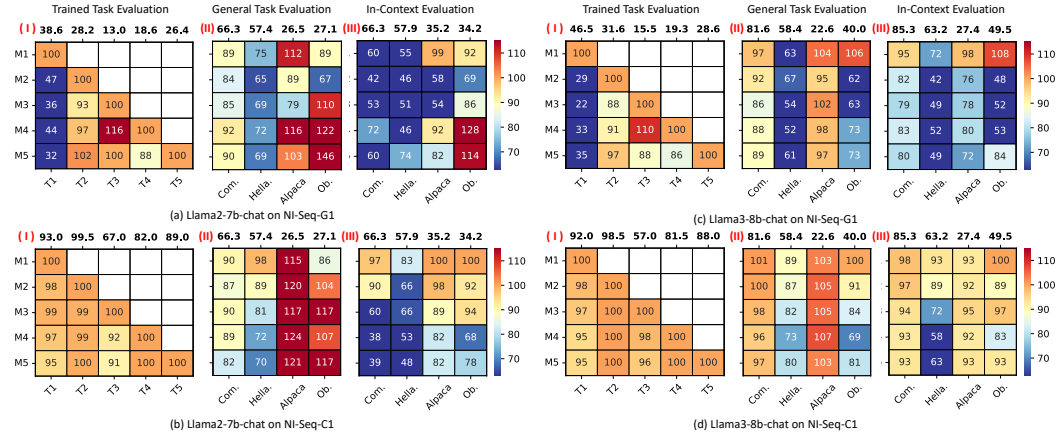 Trained Task Evaluation General Task Evaluation In-Context Evaluation Trained Task Evaluation General Task Evaluation In-Context Evaluation
(I) 38.6 28.2 13.0 18.6 26.4 (II) 66.3 57.4 26.5 27.1 (III) 66.3 57.9 35.2 34.2 (I) 46.5 31.6 15.5 19.3 28.6 (II) 81.6 58.4 22.6 40.0 (III) 85.3 63.2 27.4 49.5
M1 100 89 75 112 89 60 55 99 92 110 M1 100 97 63 104 106 95 72 98 108 110
M2 47 100 84 65 89 67 42 46 58 69 100 M2 29 100 92 67 95 62 82 42 76 48 100
M3 36 93 100 85 69 79 110 53 51 54 86 90 M3 22 88 100 86 54 102 63 79 49 78 52 90
M4 44 97 116 100 92 72 116 122 72 46 92 128 80 70 M4 33 91 110 100 88 52 98 73 83 52 80 53 80 70
M5 32 102 100 88 100 90 69 103 146 60 74 82 114 M5 35 97 88 86 100 89 61 97 73 80 49 72 84
T1 T2 T3 T4 T5 Com. Hella. Alpaca Ob. Com. Hella. Alpaca Ob. T1 T2 T3 T4 T5 Com. Hella. Alpaca Ob. Com. Hella. Alpaca Ob.
(a) Llama2-7b-chat on NI-Seq-G1 (c) Llama3-8b-chat on NI-Seq-G1
(I) 93.0 99.5 67.0 82.0 89.0 (II) 66.3 57.4 26.5 27.1 (III) 66.3 57.9 35.2 34.2 (I) 92.0 98.5 57.0 81.5 88.0 (II) 81.6 58.4 22.6 40.0 (III) 85.3 63.2 27.4 49.5
M1 100 90 98 115 86 97 83 100 100 110 M1 100 101 89 103 100 98 93 93 100 110
M2 98 100 87 89 120 104 90 66 98 92 100 M2 98 100 100 87 105 91 97 89 92 89 100
M3 99 99 100 90 81 117 117 60 66 89 94 90 M3 97 100 100 98 82 105 84 94 72 95 97 90
M4 97 99 92 100 89 72 124 107 38 53 82 68 80 70 M4 95 100 98 100 96 73 107 69 93 58 92 83 80 70
M5 95 100 91 100 100 82 70 121 117 39 48 82 78 M5 95 100 96 100 100 97 80 103 81 93 63 93 93
T1 T2 T3 T4 T5 Com. Hella. Alpaca Ob. Com. Hella. Alpaca Ob. T1 T2 T3 T4 T5 Com. Hella. Alpaca Ob. Com. Hella. Alpaca Ob.
(b) Llama2-7b-chat on NI-Seq-C1 (d) Llama3-8b-chat on NI-Seq-C1